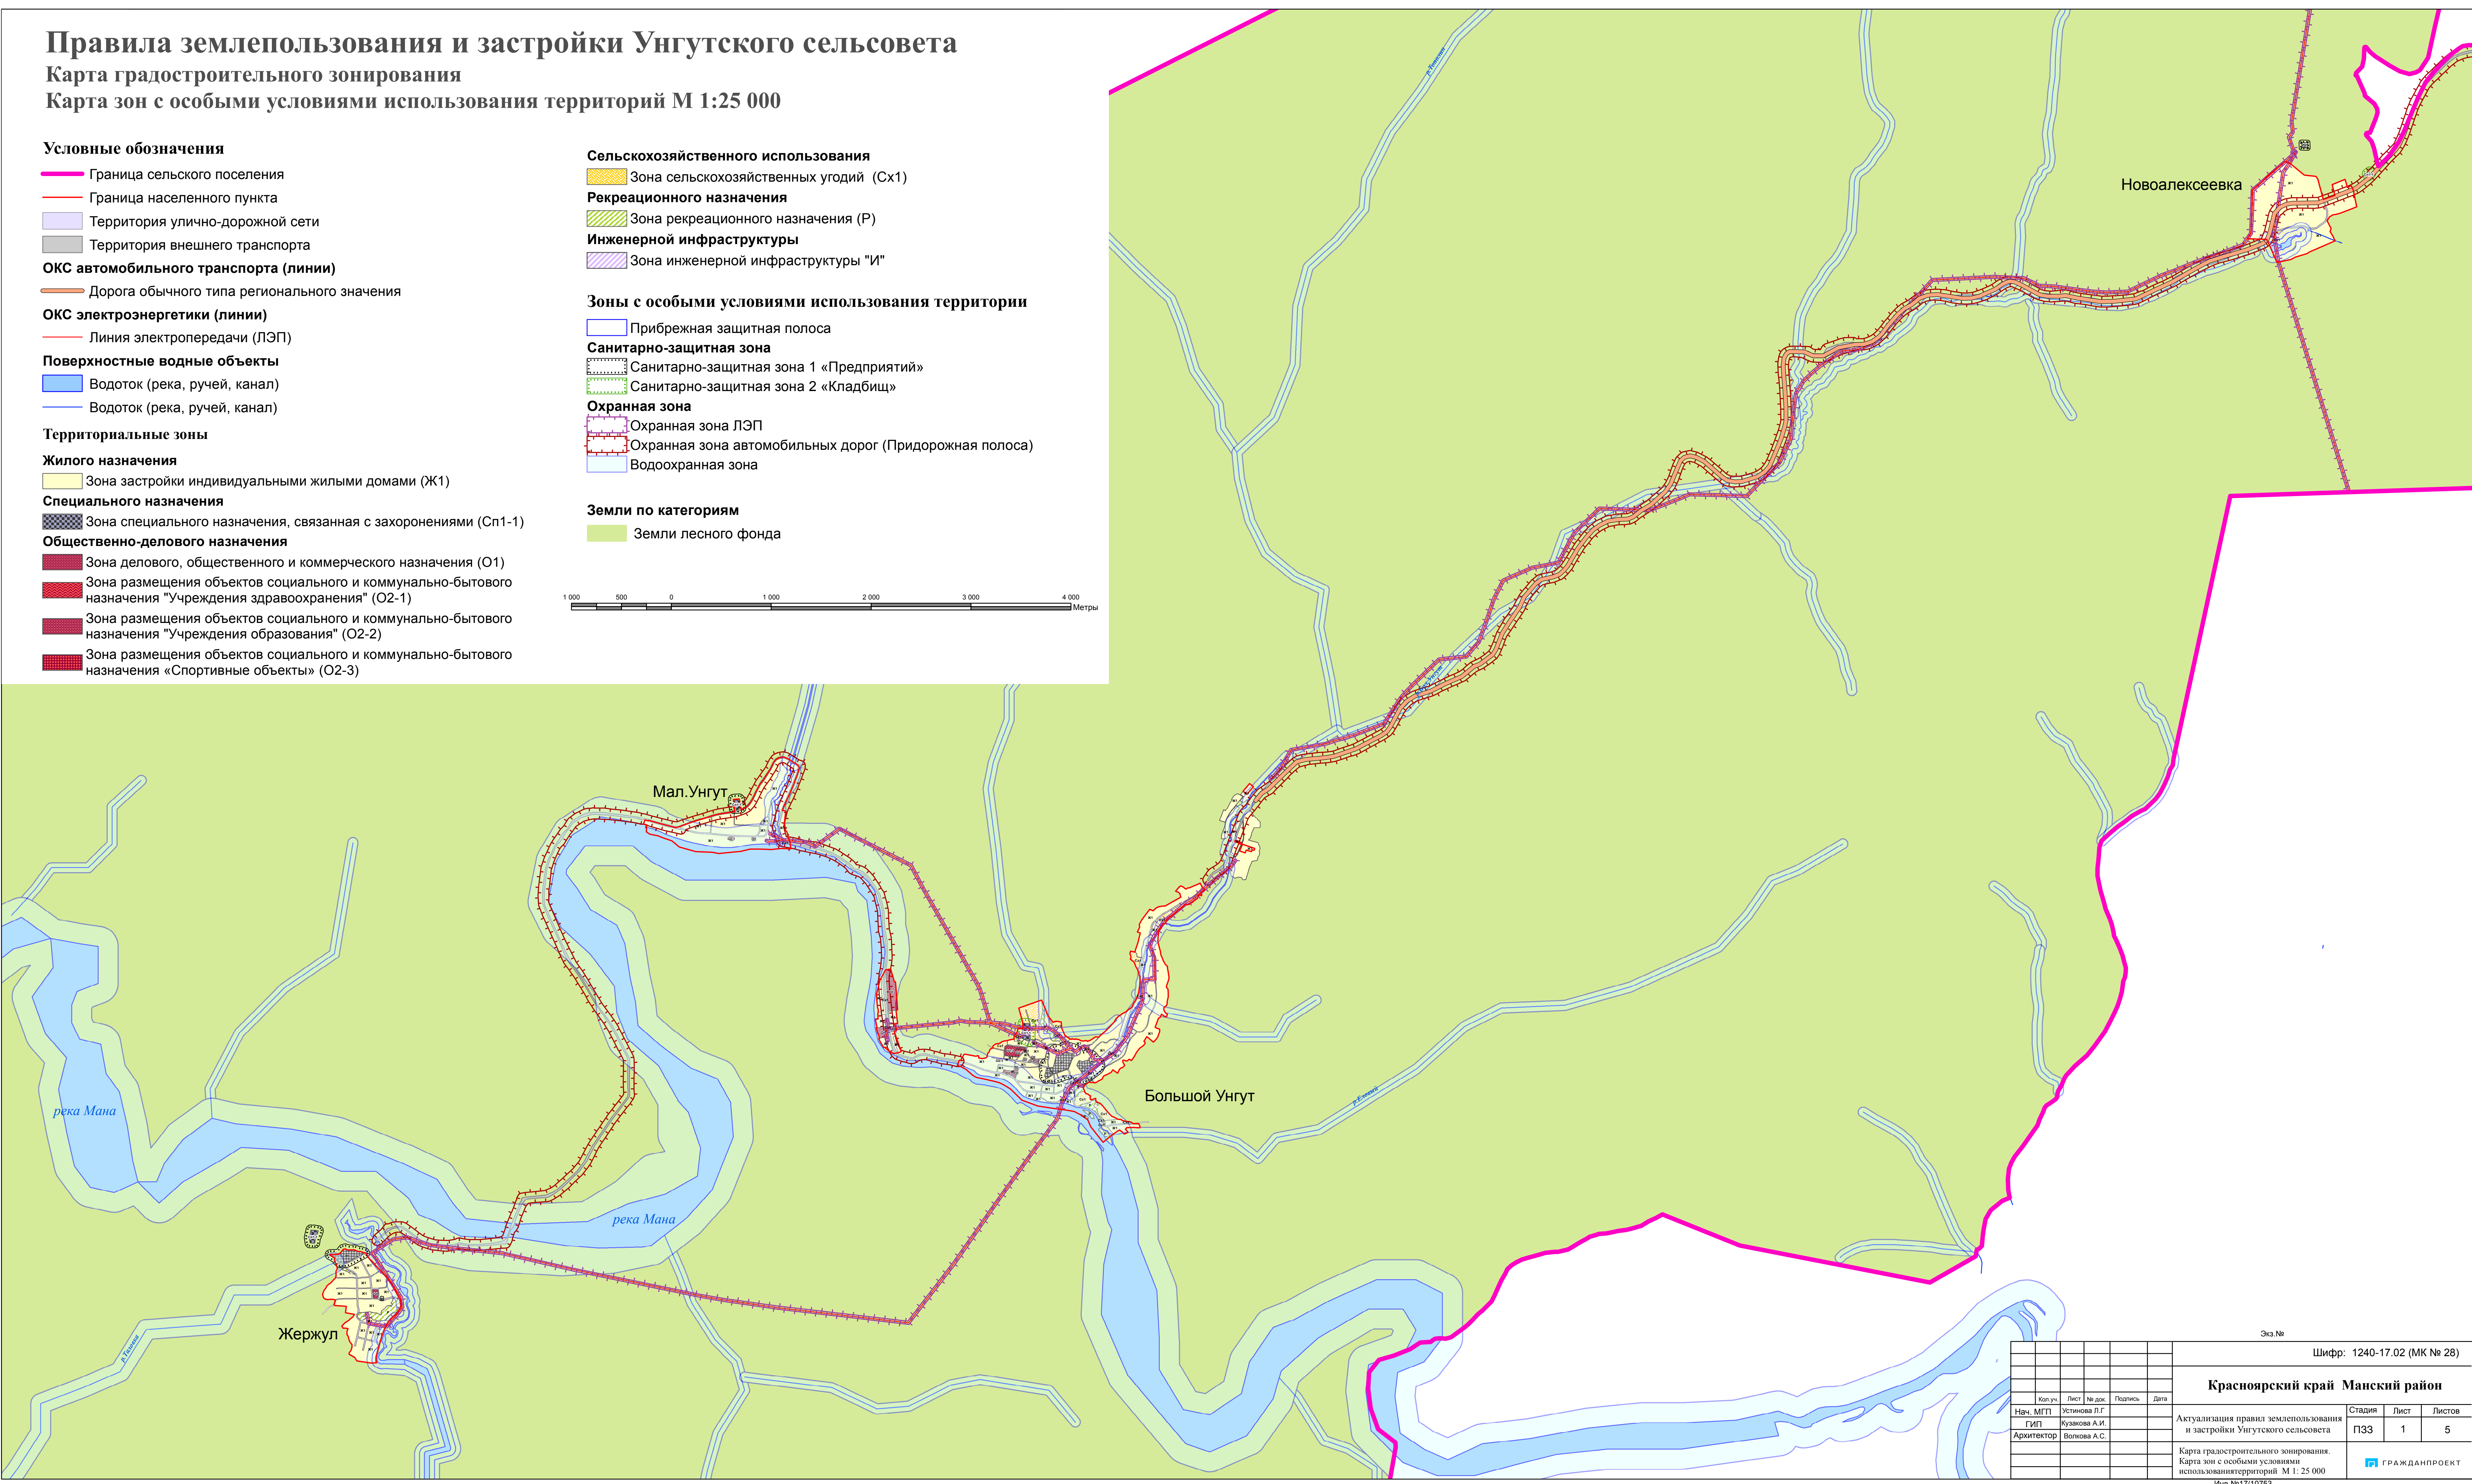 Правила землепользования и застройки Унгутского сельсовета
Карта градостроительного зонирования
Карта зон с особыми условиями использования территорий М 1:25 000
Условные обозначения
Граница сельского поселения
Граница населенного пункта
Территория улично-дорожной сети
Территория внешнего транспорта
ОКС автомобильного транспорта (линии)
Дорога обычного типа регионального значения
ОКС электроэнергетики (линии)
Линия электропередачи (ЛЭП)
Поверхностные водные объекты
Водоток (река, ручей, канал)
Водоток (река, ручей, канал)
Территориальные зоны
Жилого назначения
Зона застройки индивидуальными жилыми домами (Ж1)
Специального назначения
Зона специального назначения, связанная с захоронениями (Сп1-1)
Общественно-делового назначения
Зона делового, общественного и коммерческого назначения (О1)
Зона размещения объектов социального и коммунально-бытового
назначения "Учреждения здравоохранения" (О2-1)
Зона размещения объектов социального и коммунально-бытового
назначения "Учреждения образования" (О2-2)
Зона размещения объектов социального и коммунально-бытового
назначения «Спортивные объекты» (О2-3)
Сельскохозяйственного использования
Зона сельскохозяйственных угодий (Сх1)
Рекреационного назначения
Зона рекреационного назначения (Р)
Инженерной инфраструктуры
Зона инженерной инфраструктуры "И"
Зоны с особыми условиями использования территории
Прибрежная защитная полоса
Санитарно-защитная зона
Санитарно-защитная зона 1 «Предприятий»
Санитарно-защитная зона 2 «Кладбищ»
Охранная зона
Охранная зона ЛЭП
Охранная зона автомобильных дорог (Придорожная полоса)
Водоохранная зона
Земли по категориям
Земли лесного фонда
1 000 500 0 1 000 2 000 3 000 4 000
Метры
Новоалексеевка
Мал.Унгут
Большой Унгут
река Мана
река Мана
Жержул
Экз.№
Шифр: 1240-17.02 (МК № 28)
Красноярский край Манский район
Кол.уч. Лист № док. Подпись Дата
Нач. МГП Устинова Л.Г
ГИП Кузакова А.И.
Архитектор Волкова А.С.
Актуализация правил землепользования
и застройки Унгутского сельсовета
Стадия Лист Листов
ПЗЗ 1 5
Карта градостроительного зонирования.
Карта зон с особыми условиями
использованиятерриторий М 1: 25 000
ГРАЖДАНПРОЕКТ
Инв.№17/10753